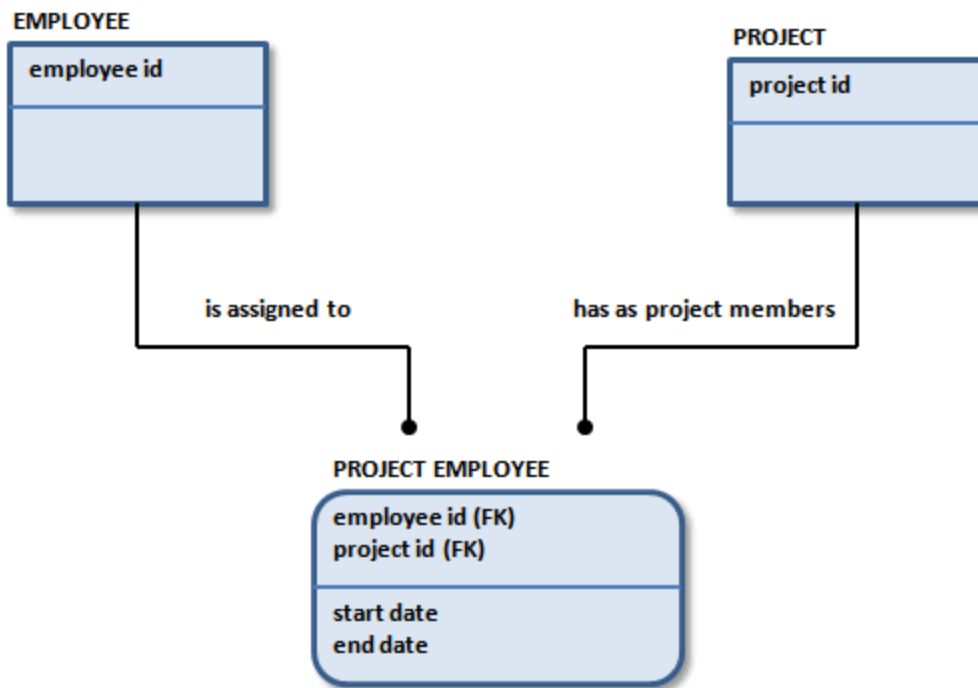 EMPLOYEE
employee id
PROJECT
project id
is assigned to
has as project members
PROJECT EMPLOYEE
employee id (FK)
project id (FK)
start date
end date